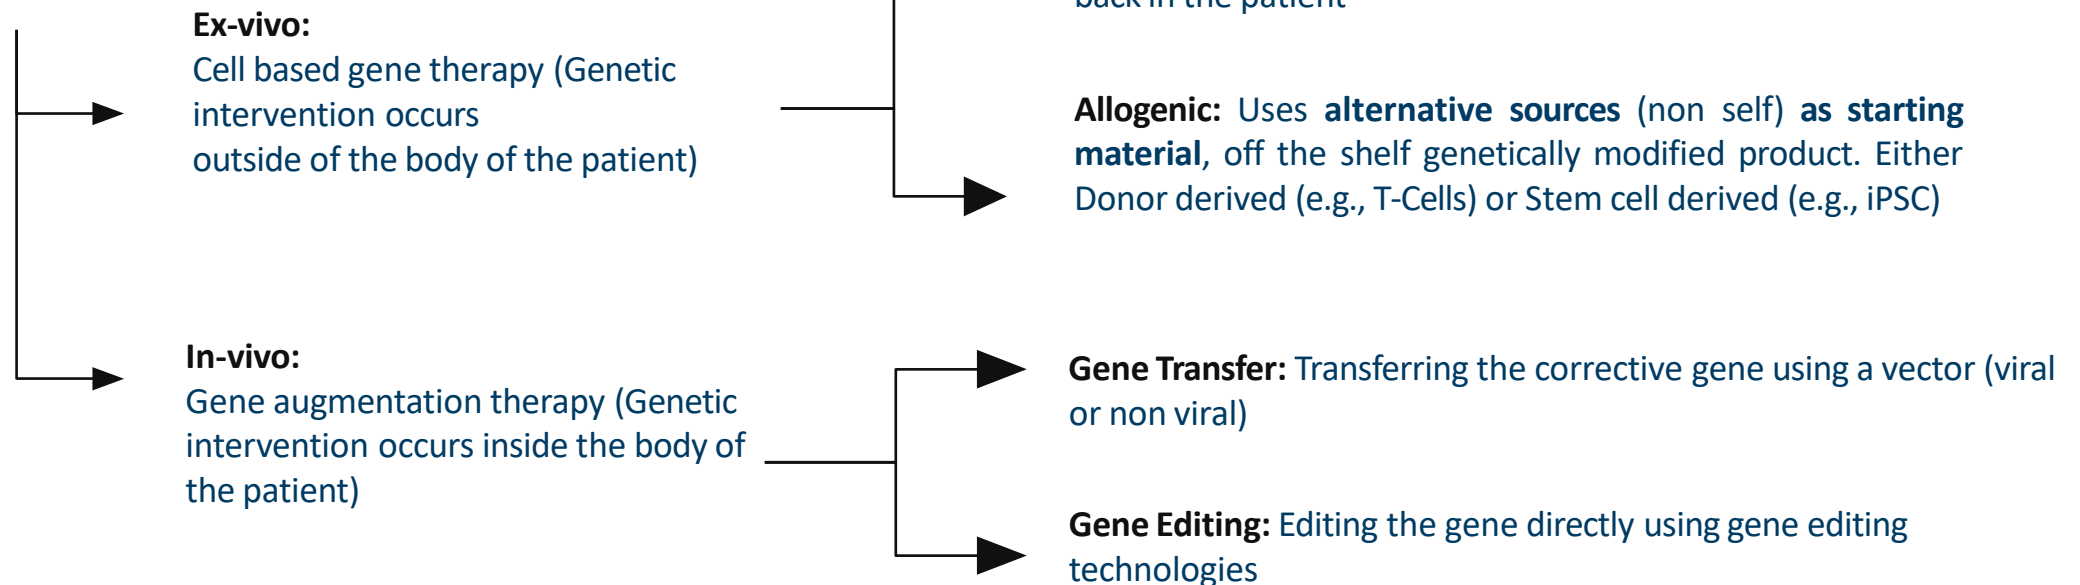 back in the patient
Ex-vivo:
Cell based gene therapy (Genetic
intervention occurs
outside of the body of the patient)
Allogenic: Uses alternative sources (non self) as starting
material, off the shelf genetically modified product. Either
Donor derived (e.g., T-Cells) or Stem cell derived (e.g., iPSC)
In-vivo:
Gene augmentation therapy (Genetic
intervention occurs inside the body of
the patient)
Gene Transfer: Transferring the corrective gene using a vector (viral
or non viral)
Gene Editing: Editing the gene directly using gene editing
technologies